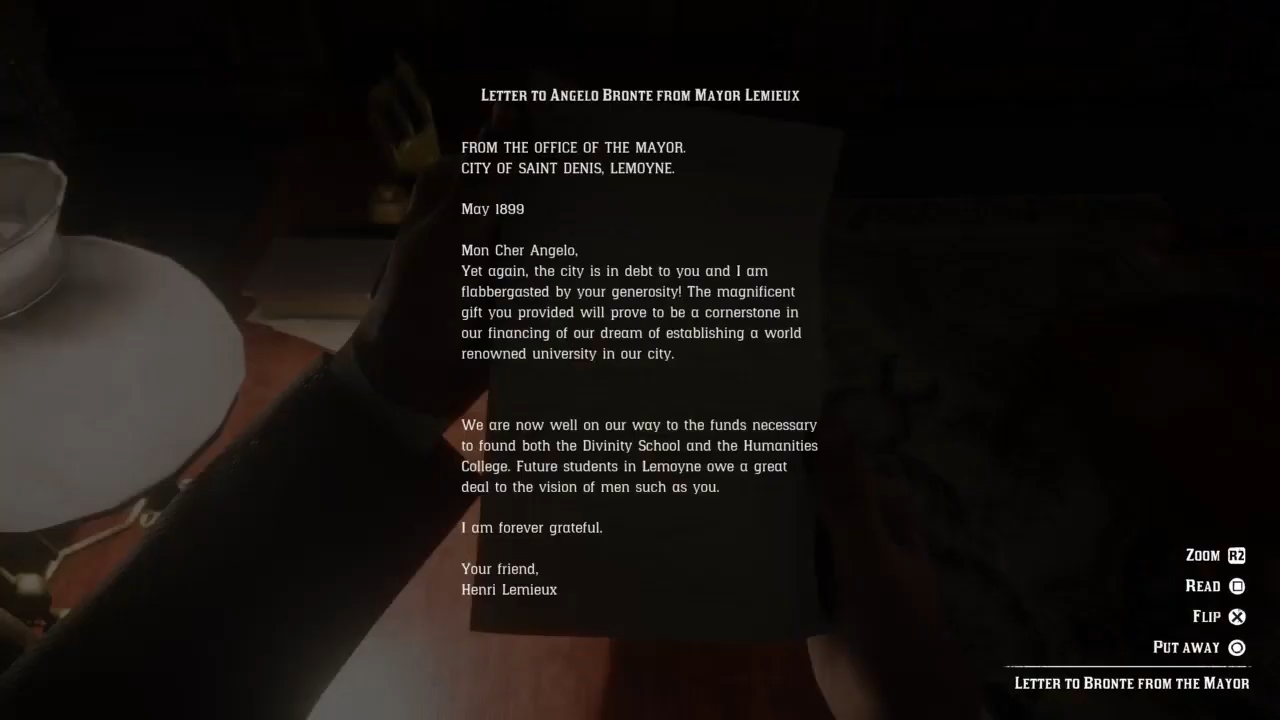 Letter to Angelo Bronte from Mayor Lemieux
FROM THE OFFICE OF THE MAYOR.
CITY OF SAINT DENIS, LEMOYNE.
May 1899
Mon Cher Angelo,
Yet again, the city is in debt to you and I am
flabbergasted by your generosity! The magnificent
gift you provided will prove to be a cornerstone in
our financing of our dream of establishing a world
renowned university in our city.
We are now well on our way to the funds necessary
to found both the Divinity School and the Humanities
College. Future students in Lemoyne owe a great
deal to the vision of men such as you.
I am forever grateful.
Your friend,
Henri Lemieux
Zoom R2
Read
Flip
Put away
Letter to Bronte from the Mayor